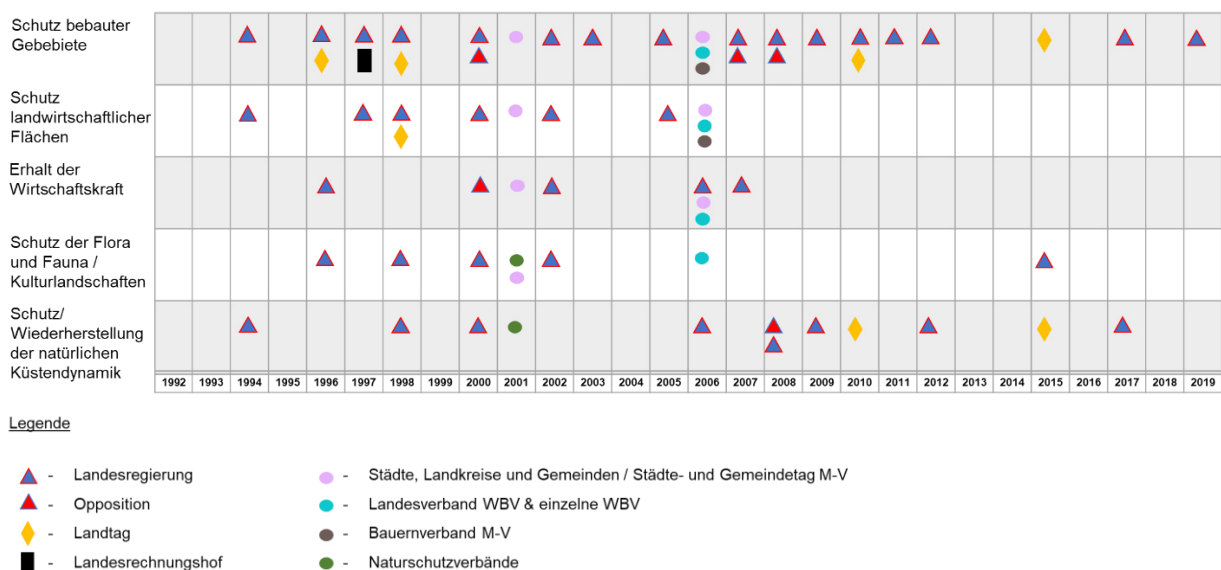 Schutz bebauter
Gebebiete
Schutz
landwirtschaftlicher
Flächen
Erhalt der
Wirtschaftskraft
Schutz der Flora
und Fauna /
Kulturlandschaften
Schutz/
Wiederherstellung
der natürlichen
Küstendynamik
1992 1993 1994 1995 1996 1997 1998 1999 2000 2001 2002 2003 2004 2005 2006 2007 2008 2009 2010 2011 2012 2013 2014 2015 2016 2017 2018 2019
Legende
- Landesregierung
- Opposition
- Landtag
- Landesrechnungshof
- Städte, Landkreise und Gemeinden / Städte- und Gemeindetag M-V
- Landesverband WBV & einzelne WBV
- Bauernverband M-V
- Naturschutzverbände